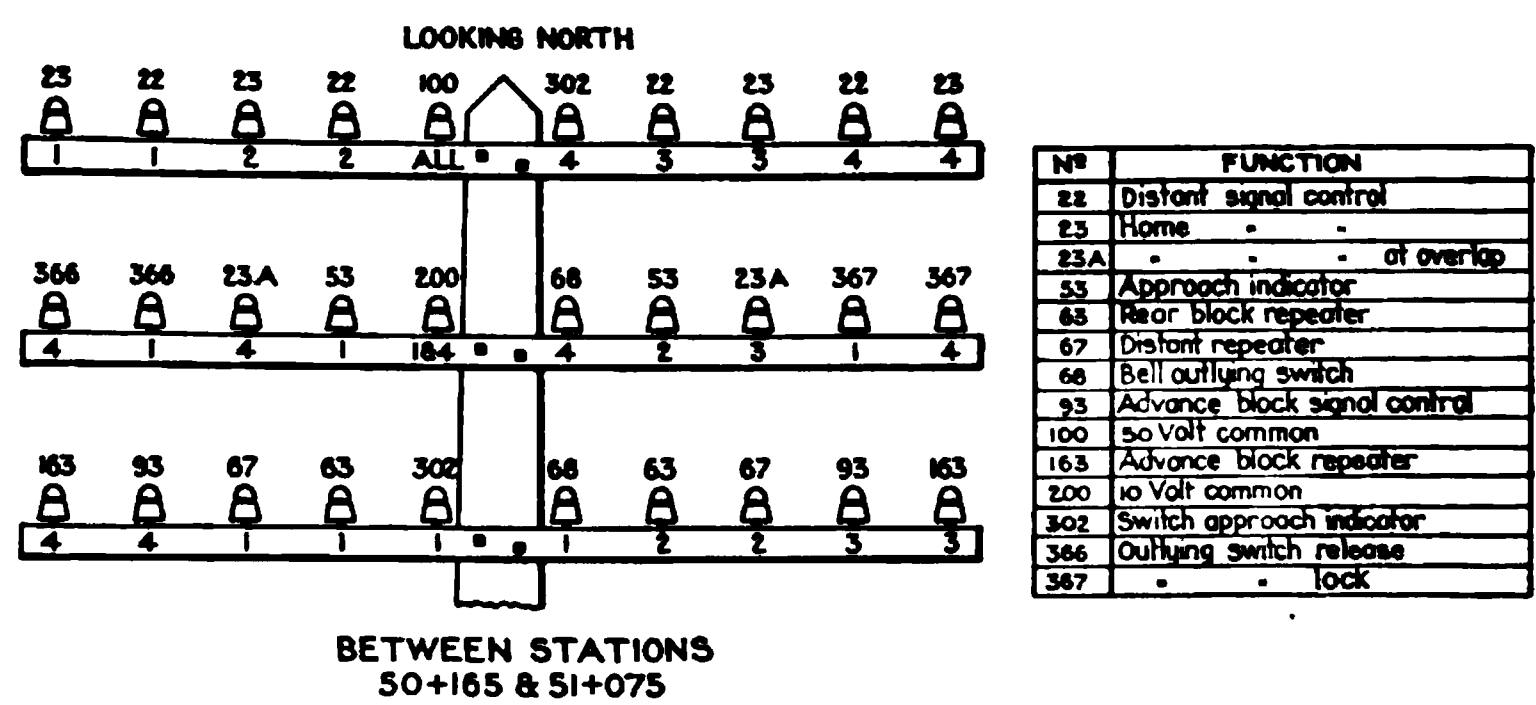 LOOKING NORTH
23 22 23 22 100 302 22 23 22 23
1 1 2 2 ALL 4 3 3 4 4
366 366 23A 53 200 68 53 23A 367 367
4 1 4 1 1&4 4 2 3 1 4
163 93 67 63 302 68 63 67 93 163
4 4 1 1 1 1 2 2 3 3
BETWEEN STATIONS
50+165 & 51+075
Nº FUNCTION
22 Distant signal control
23 Home " "
23A " " " at overlap
53 Approach indicator
63 Rear block repeater
67 Distant repeater
68 Bell outlying switch
93 Advance block signal control
100 50 Volt common
163 Advance block repeater
200 10 Volt common
302 Switch approach indicator
366 Outlying switch release
367 " " lock